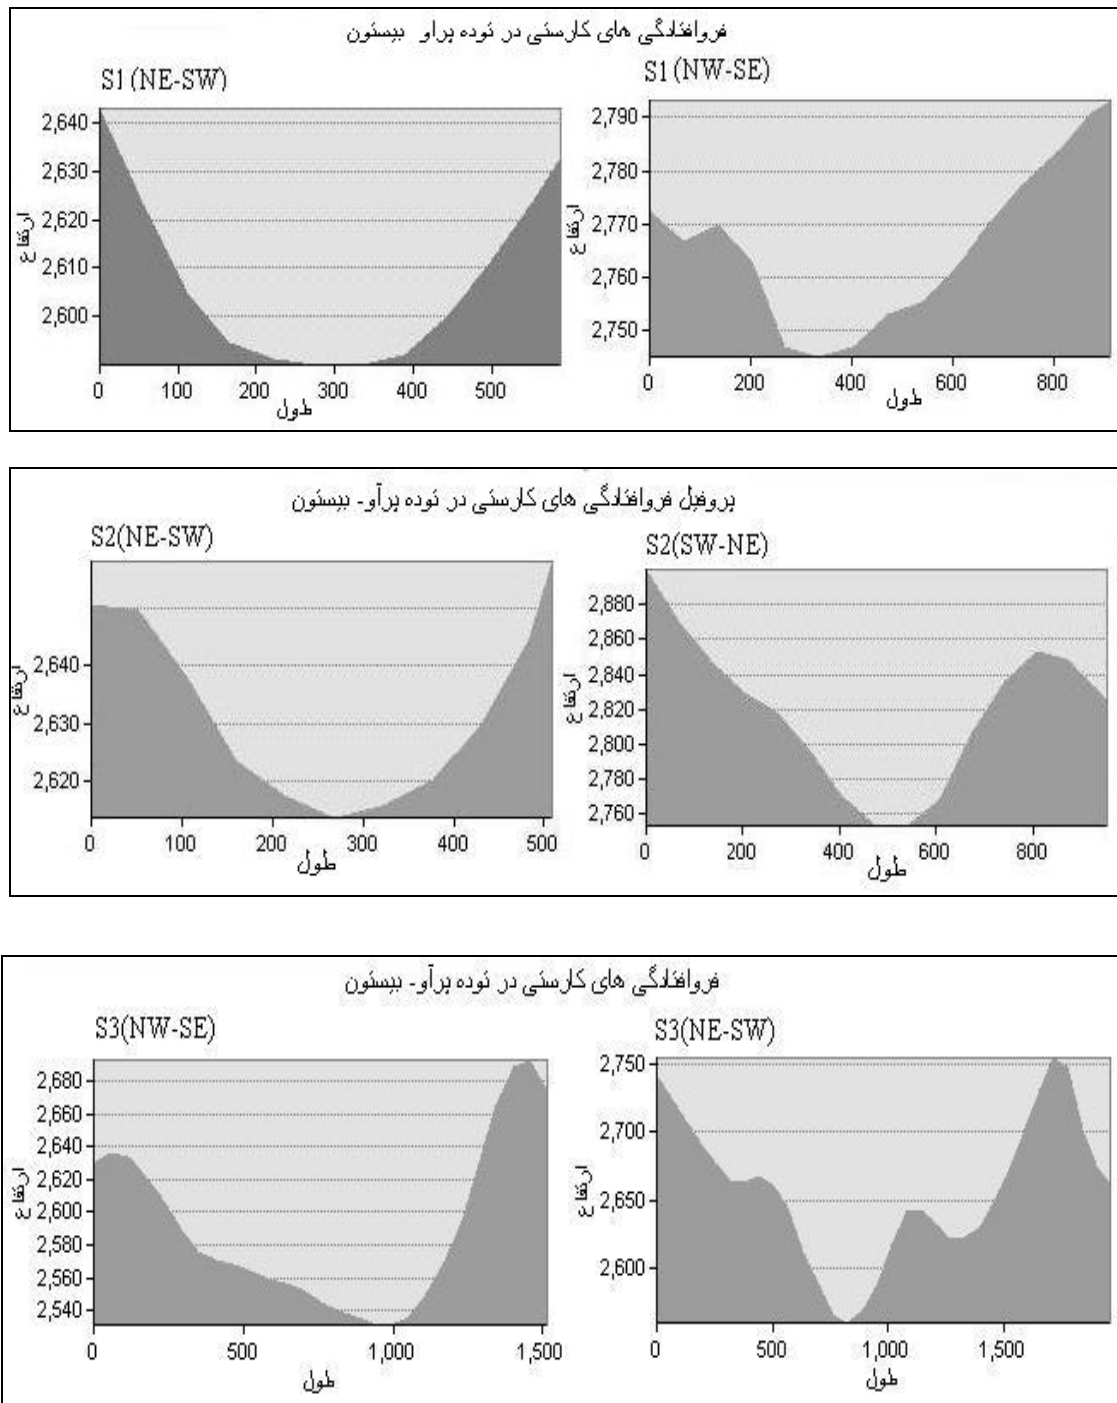 فروافتادگی های کارستی در توده برآو بیستون
S1(NE-SW)
2,640
2,630
2,620
2,610
2,600
ارتفاع
0 100 200 300 400 500
طول
S1(NW-SE)
2,790
2,780
2,770
2,760
2,750
ارتفاع
0 200 400 600 800
طول
پروفیل فروافتادگی های کارستی در توده برآو- بیستون
S2(NE-SW)
2,640
2,630
2,620
ارتفاع
0 100 200 300 400 500
طول
S2(SW-NE)
2,880
2,860
2,840
2,820
2,800
2,780
2,760
ارتفاع
0 200 400 600 800
طول
فروافتادگی های کارستی در توده برآو- بیستون
S3(NW-SE)
2,680
2,660
2,640
2,620
2,600
2,580
2,560
2,540
ارتفاع
0 500 1,000 1,500
طول
S3(NE-SW)
2,750
2,700
2,650
2,600
ارتفاع
0 500 1,000 1,500
طول